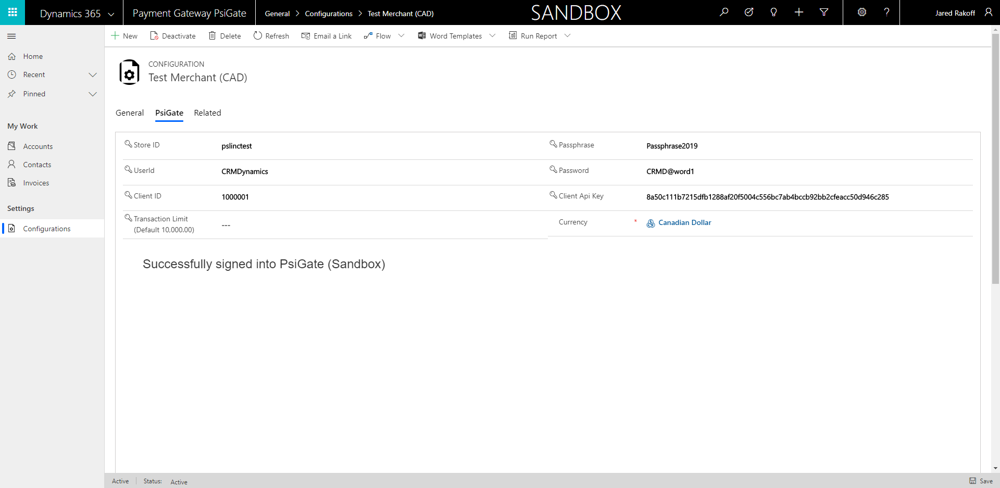 Dynamics 365
Payment Gateway PsiGate
General > Configurations > Test Merchant (CAD)
SANDBOX
?
Jared Rakoff
New
Deactivate
Delete
Refresh
Email a Link
Flow
Word Templates
Run Report
Home
Recent
Pinned
My Work
Accounts
Contacts
Invoices
Settings
Configurations
CONFIGURATION
Test Merchant (CAD)
General
PsiGate
Related
Store ID
pslinctest
Passphrase
Passphrase2019
UserId
CRMDynamics
Password
CRMD@word1
Client ID
1000001
Client Api Key
8a50c111b7215dfb1288af20f5004c556bc7ab4bccb92bb2cfeacc50d946c285
Transaction Limit
(Default 10,000.00)
---
Currency
*
Canadian Dollar
Successfully signed into PsiGate (Sandbox)
Active
Status:
Active
Save